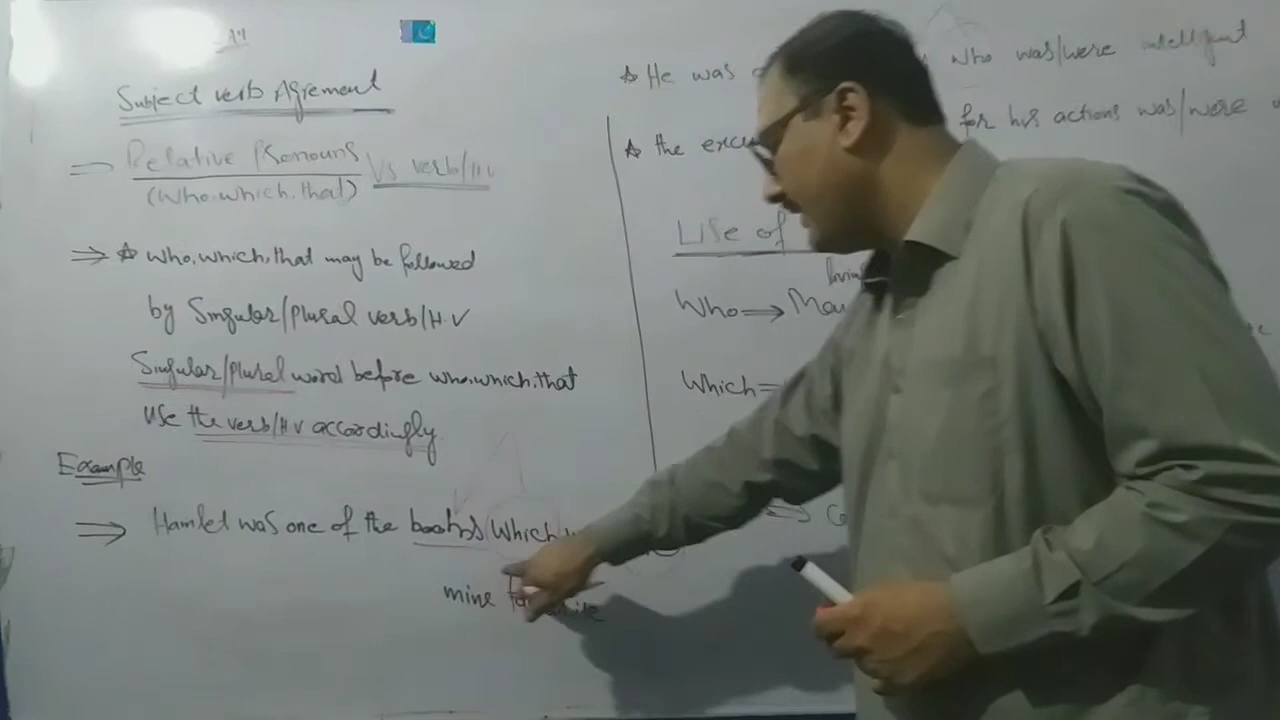 Subject verb Agrement
⇒ Relative Pronouns Vs verb/H.V
(Who, which, that)
⇒ ☆ who, which, that may be followed
by Singular/plural verb/H.V
Singular/plural word before who, which, that
use the verb/H.V accordingly
Example
⇒ Hamlet was one of the books which
mine
☆ He was
who was/were intelligent
☆ the
for his actions was/were
Use of
Who ⇒
Which =